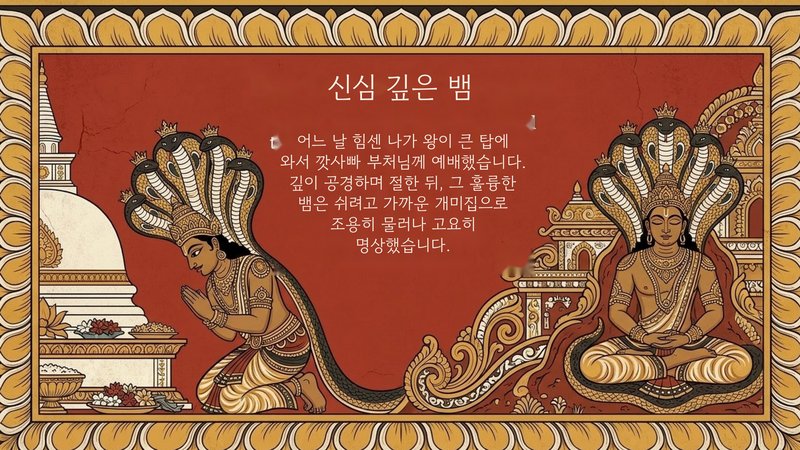 신심 깊은 뱀
어느 날 힘센 나가 왕이 큰 탑에
와서 깟사빠 부처님께 예배했습니다.
깊이 공경하며 절한 뒤, 그 훌륭한
뱀은 쉬려고 가까운 개미집으로
조용히 물러나 고요히
명상했습니다.